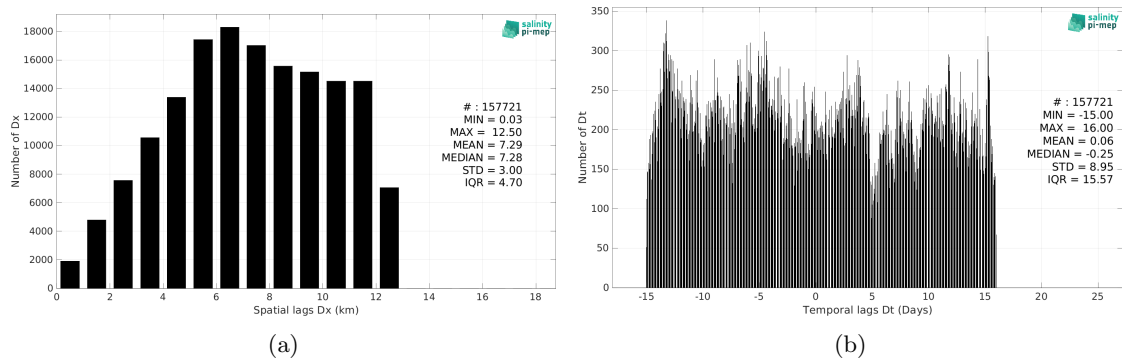 18000
16000
14000
12000
10000
8000
6000
4000
2000
0
Number of Dx
0 2 4 6 8 10 12 14 16 18
Spatial lags Dx (km)
salinity
pi-mep
# : 157721
MIN = 0.03
MAX = 12.50
MEAN = 7.29
MEDIAN = 7.28
STD = 3.00
IQR = 4.70
(a)
350
300
250
200
150
100
50
0
Number of Dt
-15 -10 -5 0 5 10 15 20 25
Temporal lags Dt (Days)
salinity
pi-mep
# : 157721
MIN = -15.00
MAX = 16.00
MEAN = 0.06
MEDIAN = -0.25
STD = 8.95
IQR = 15.57
(b)